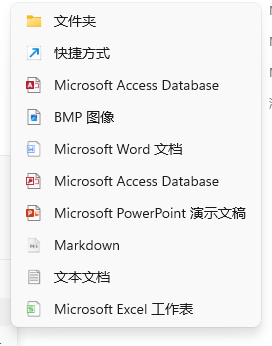 文件夹
快捷方式
Microsoft Access Database
BMP 图像
Microsoft Word 文档
Microsoft Access Database
Microsoft PowerPoint 演示文稿
Markdown
文本文档
Microsoft Excel 工作表